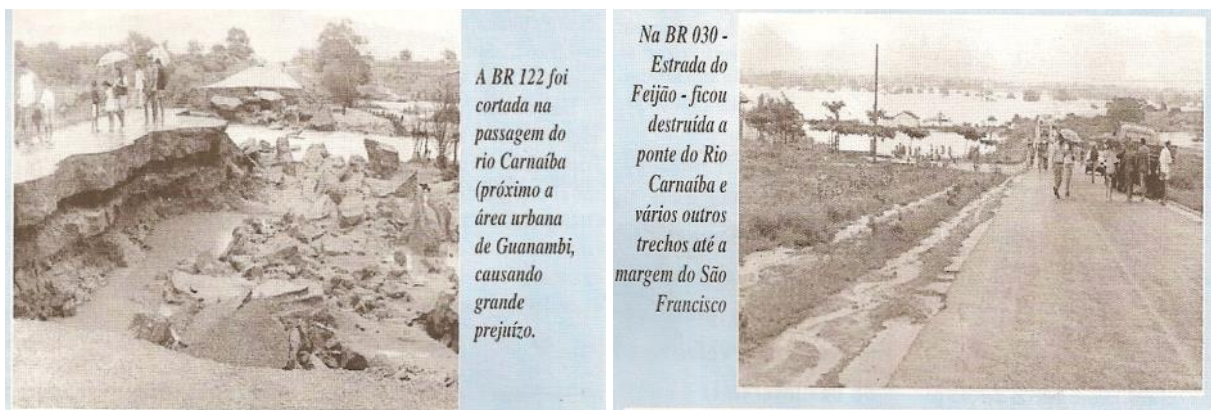 A BR 122 foi
cortada na
passagem do
rio Carnaíba
(próximo a
área urbana
de Guanambi,
causando
grande
prejuízo.
Na BR 030 -
Estrada do
Feijão - ficou
destruída a
ponte do Rio
Carnaíba e
vários outros
trechos até a
margem do São
Francisco